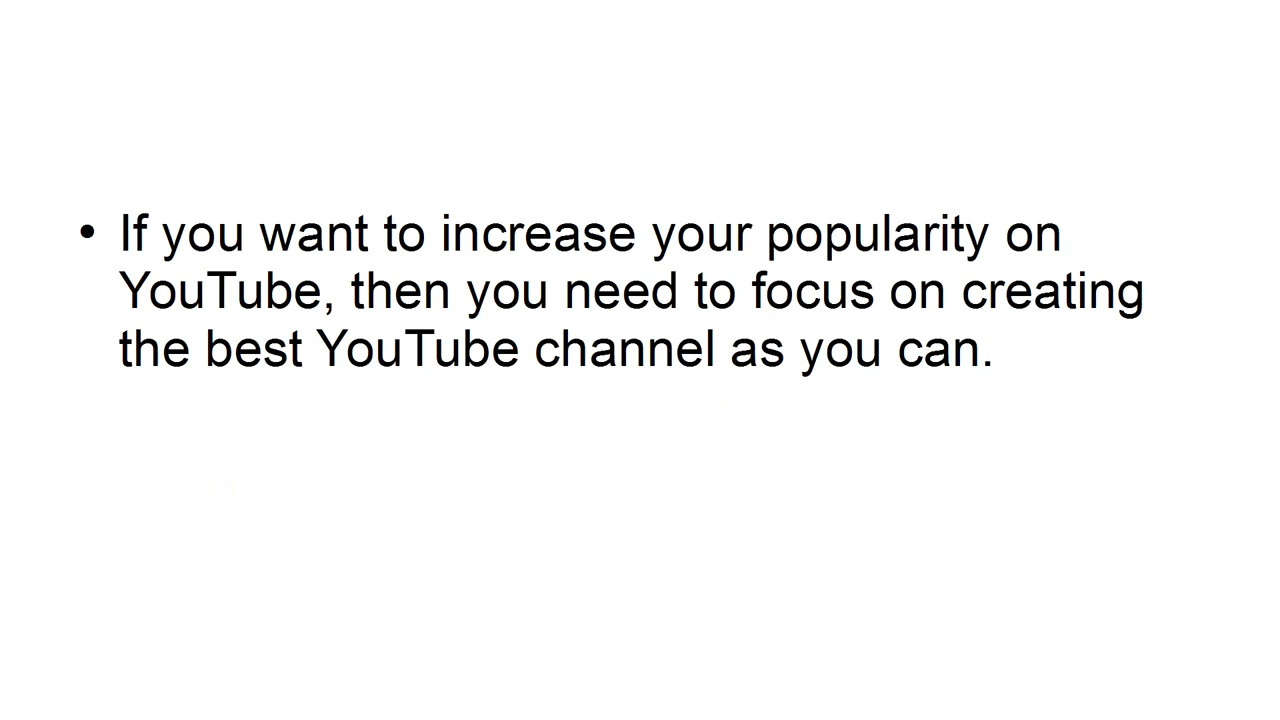 • If you want to increase your popularity on
YouTube, then you need to focus on creating
the best YouTube channel as you can.